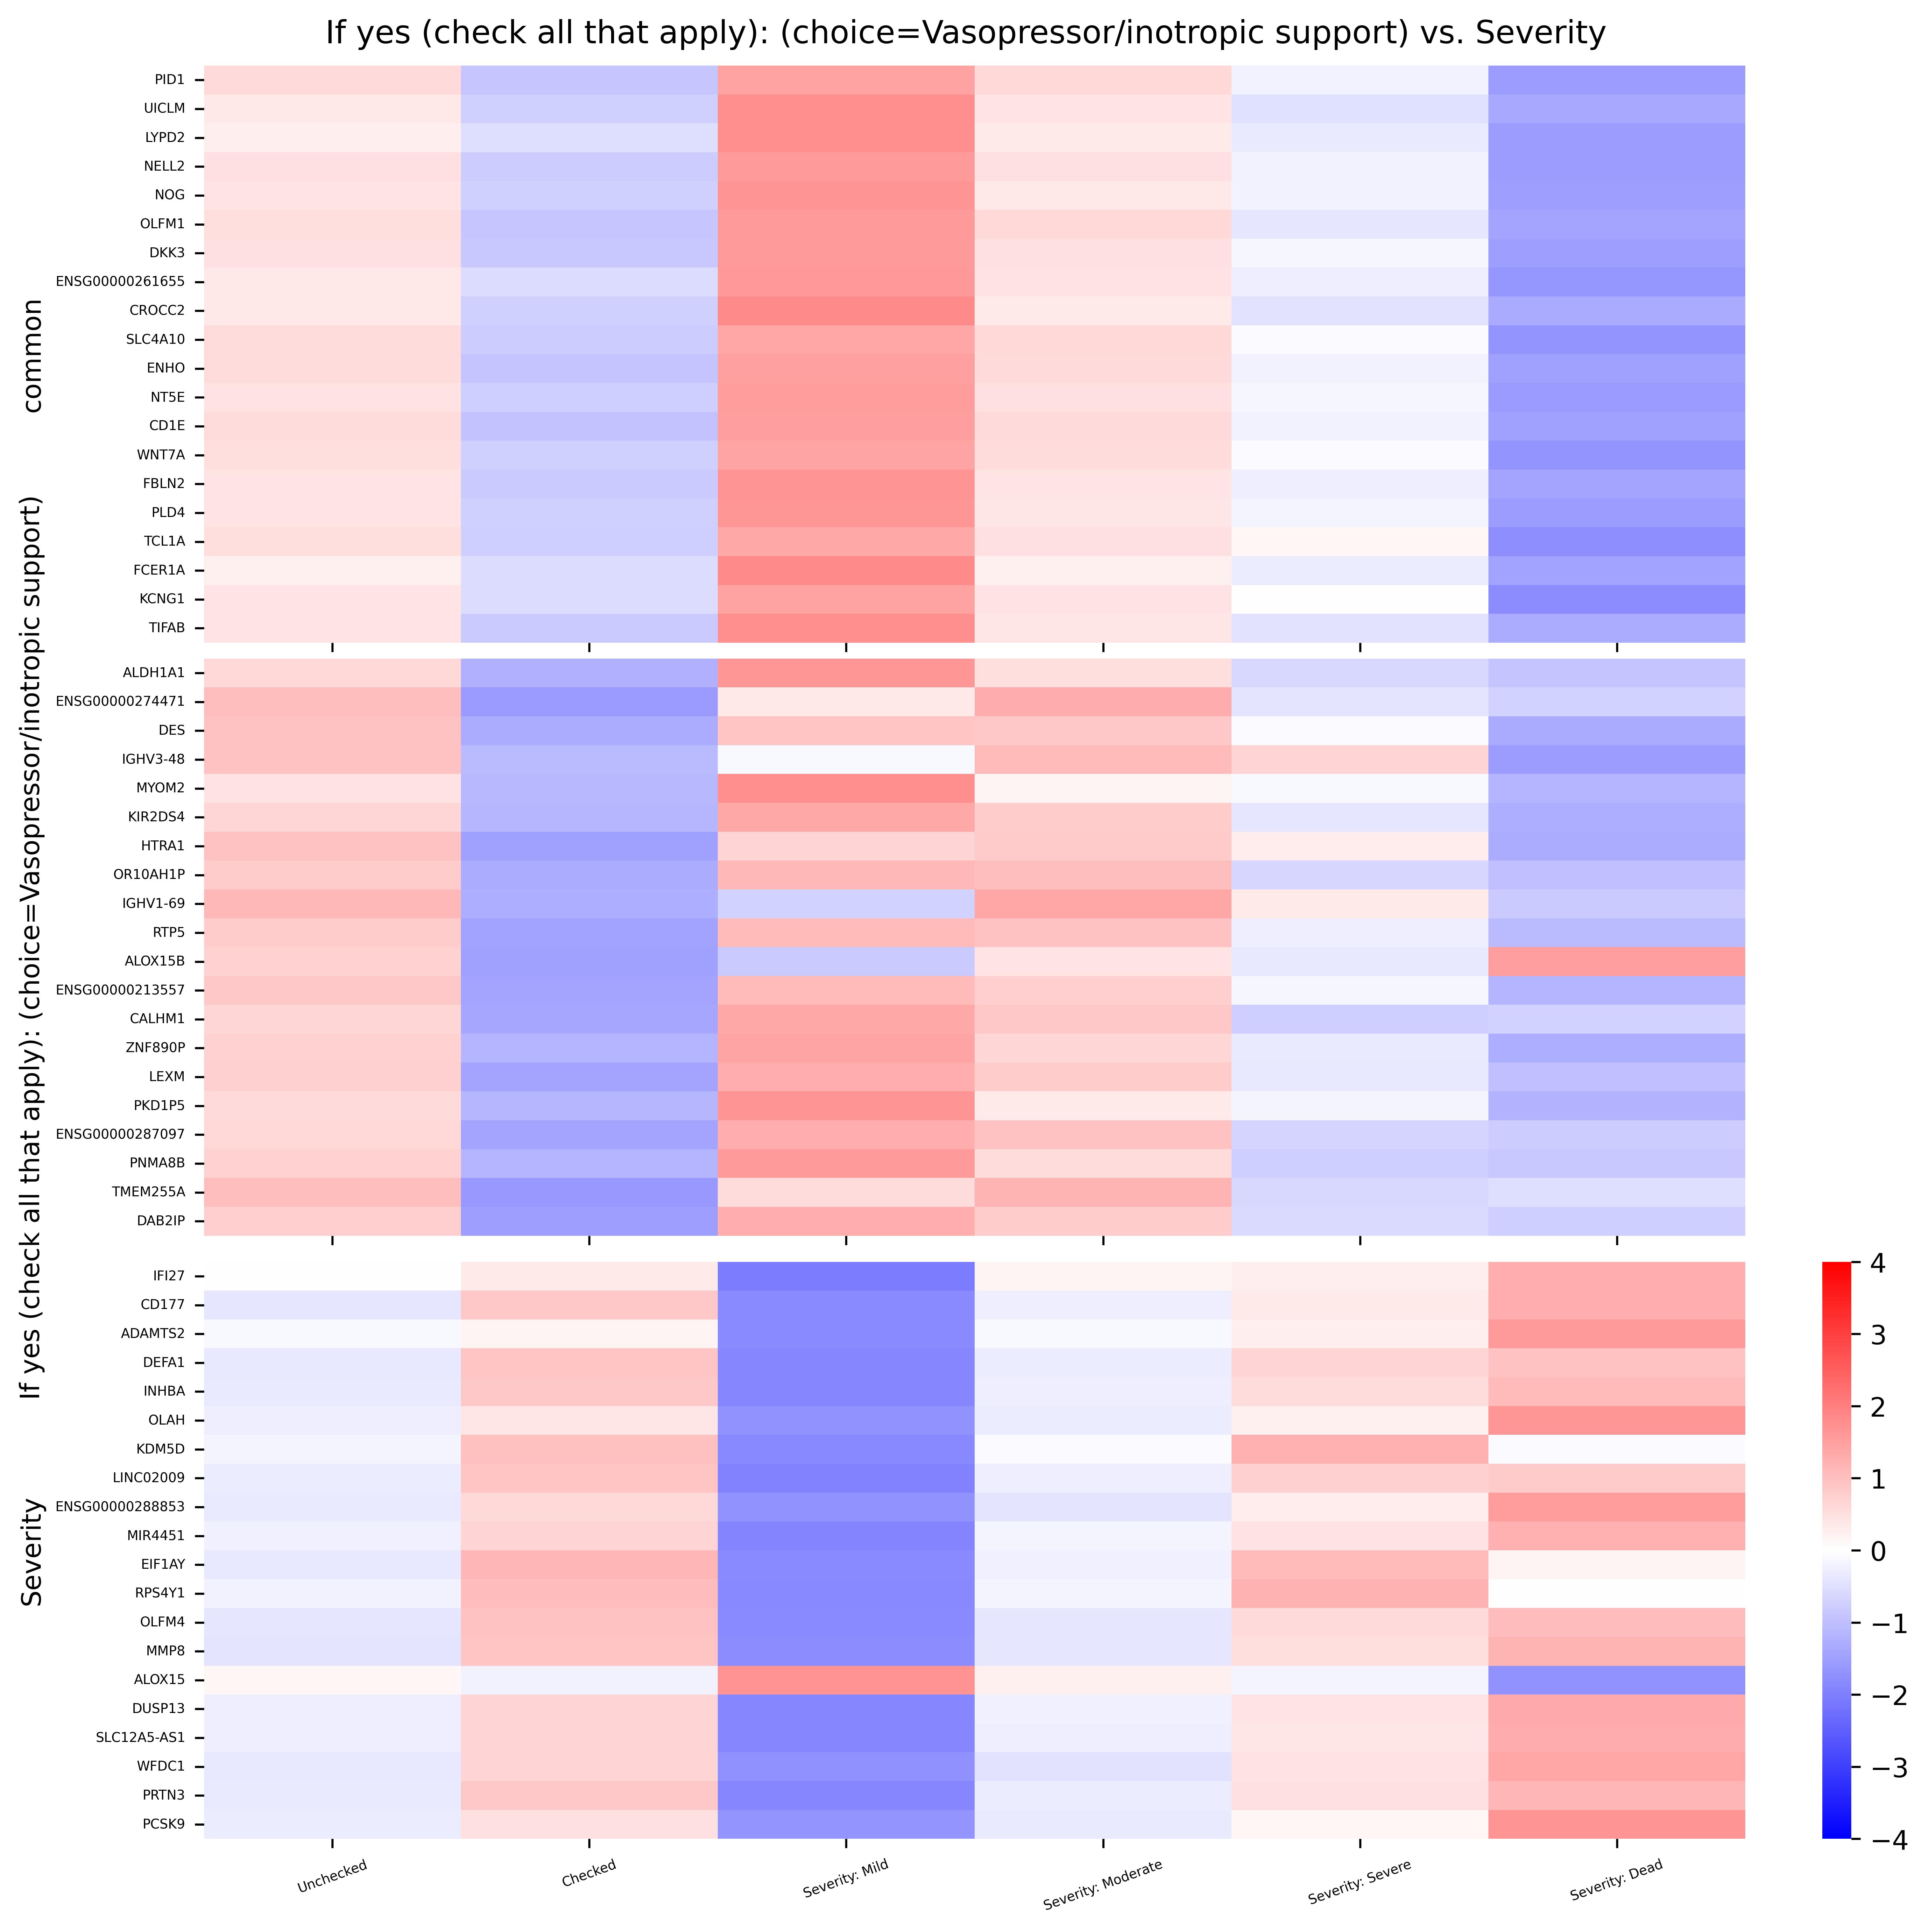 If yes (check all that apply): (choice=Vasopressor/inotropic support) vs. Severity
common
PID1
UICLM
LYPD2
NELL2
NOG
OLFM1
DKK3
ENSG00000261655
CROCC2
SLC4A10
ENHO
NT5E
CD1E
WNT7A
FBLN2
PLD4
TCL1A
FCER1A
KCNG1
TIFAB
If yes (check all that apply): (choice=Vasopressor/inotropic support)
ALDH1A1
ENSG00000274471
DES
IGHV3-48
MYOM2
KIR2DS4
HTRA1
OR10AH1P
IGHV1-69
RTP5
ALOX15B
ENSG00000213557
CALHM1
ZNF890P
LEXM
PKD1P5
ENSG00000287097
PNMA8B
TMEM255A
DAB2IP
Severity
IFI27
CD177
ADAMTS2
DEFA1
INHBA
OLAH
KDM5D
LINC02009
ENSG00000288853
MIR4451
EIF1AY
RPS4Y1
OLFM4
MMP8
ALOX15
DUSP13
SLC12A5-AS1
WFDC1
PRTN3
PCSK9
Unchecked
Checked
Severity: Mild
Severity: Moderate
Severity: Severe
Severity: Dead
4
3
2
1
0
−1
−2
−3
−4